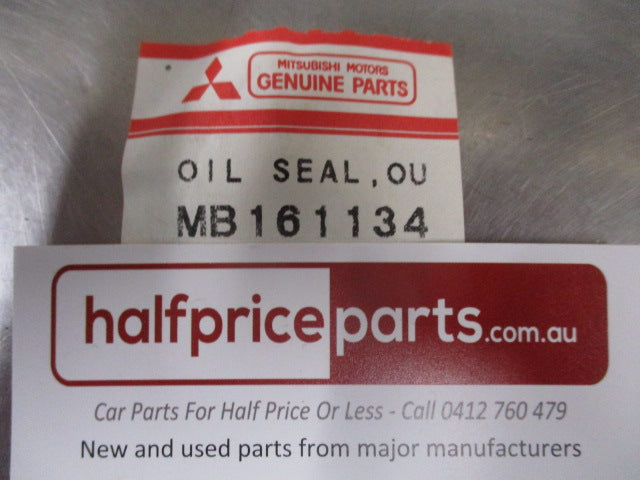 MITSUBISHI MOTORS
GENUINE PARTS
OIL SEAL,OU
MB161134
halfpriceparts.com.au
Car Parts For Half Price Or Less - Call 0412 760 479
New and used parts from major manufacturers